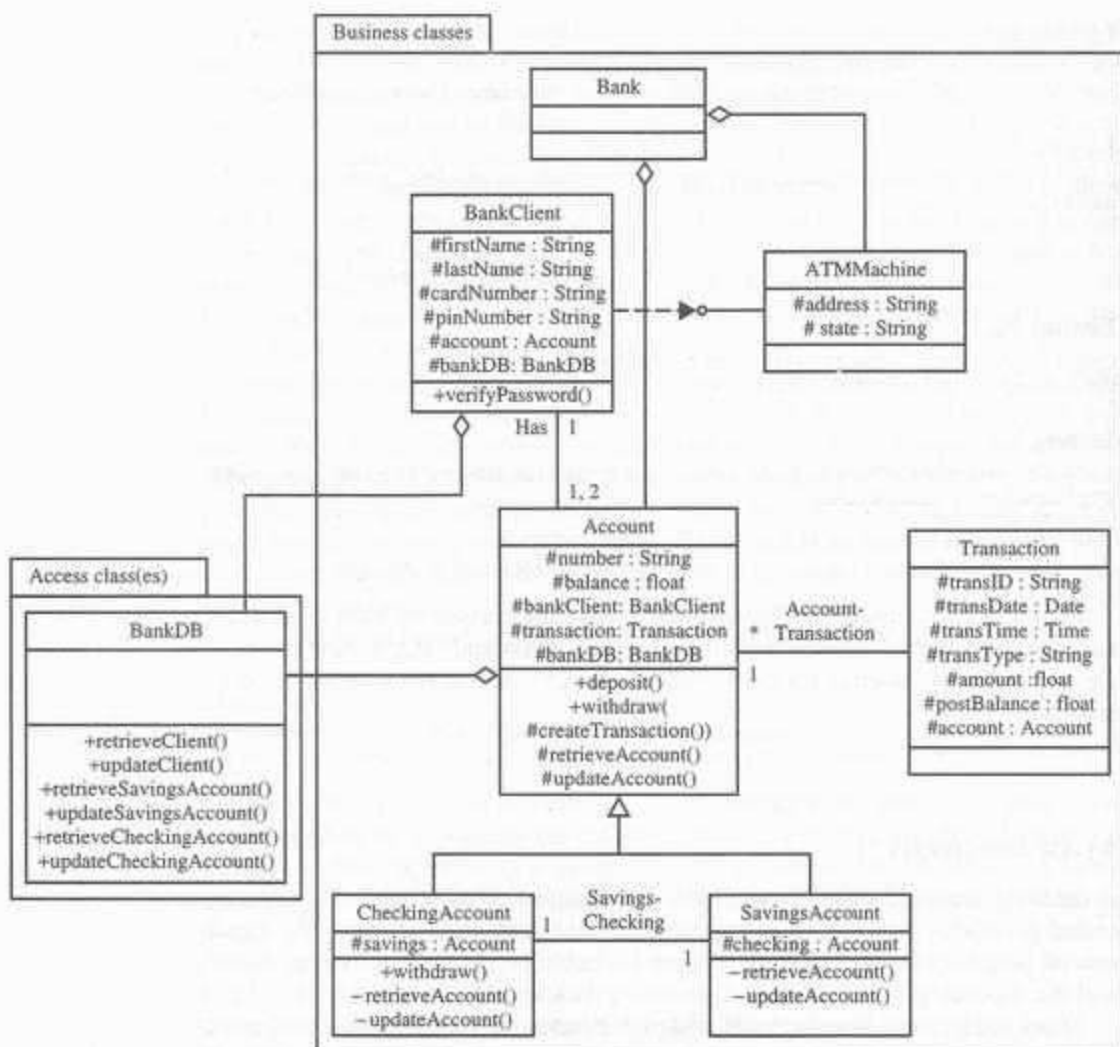 Business classes
Bank
BankClient
#firstName : String
#lastName : String
#cardNumber : String
#pinNumber : String
#account : Account
#bankDB: BankDB
+verifyPassword()
ATMMachine
#address : String
# state : String
Has
1
1, 2
Account
#number : String
#balance : float
#bankClient: BankClient
#transaction: Transaction
#bankDB: BankDB
+deposit()
+withdraw(
#createTransaction())
#retrieveAccount()
#updateAccount()
Account-
* Transaction
1
Transaction
#transID : String
#transDate : Date
#transTime : Time
#transType : String
#amount :float
#postBalance : float
#account : Account
Access class(es)
BankDB
+retrieveClient()
+updateClient()
+retrieveSavingsAccount()
+updateSavingsAccount()
+retrieveCheckingAccount()
+updateCheckingAccount()
CheckingAccount
#savings : Account
+withdraw()
−retrieveAccount()
−updateAccount()
Savings-
Checking
1
1
SavingsAccount
#checking : Account
−retrieveAccount()
−updateAccount()